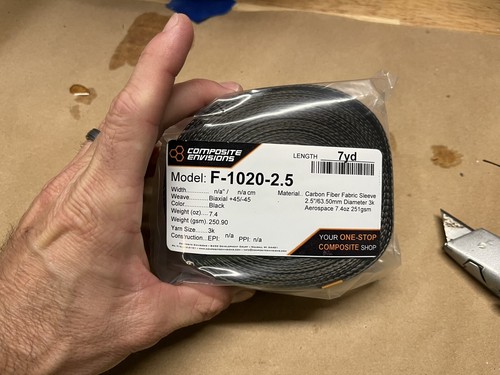 COMPOSITE
ENVISIONS
LENGTH 7yd
Model: F-1020-2.5
Width......... n/a" / n/a cm
Weave........ Biaxial +45/-45
Color.......... Black
Weight (oz).... 7.4
Weight (gsm). 250.90
Yarn Size....... 3k
Construction.. EPI: n/a PPI: n/a
Material.. Carbon Fiber Fabric Sleeve
2.5"/63.50mm Diameter 3k
Aerospace 7.4oz 251gsm
YOUR ONE-STOP
COMPOSITE SHOP